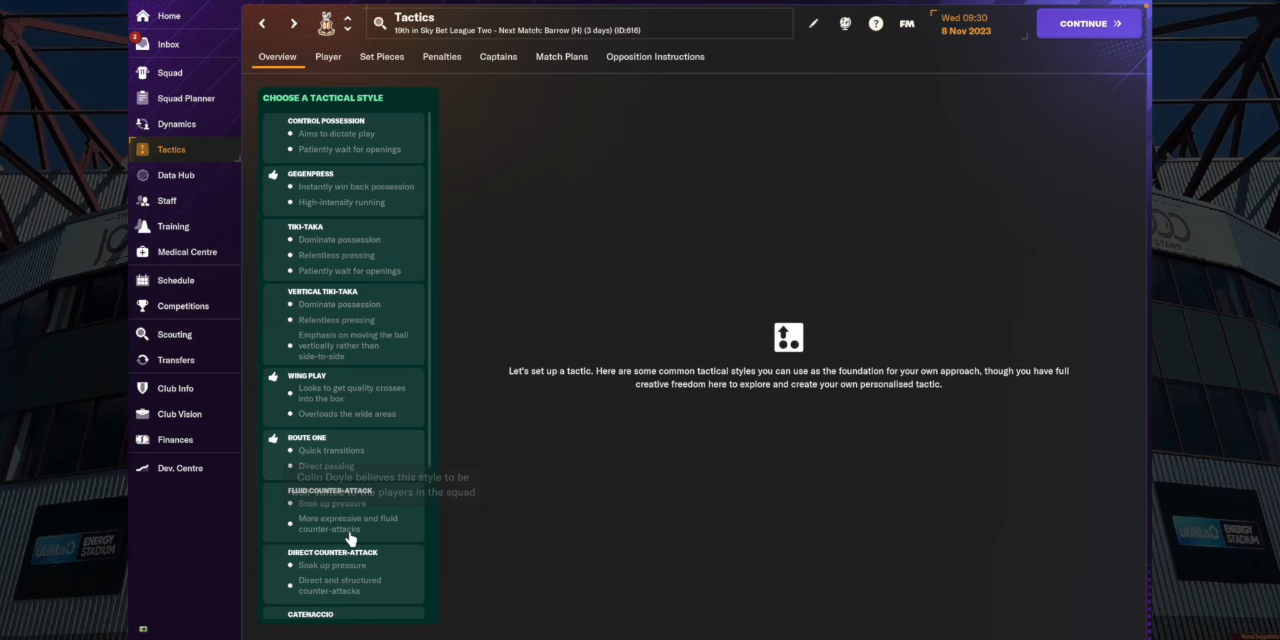 Home
2
Inbox
Squad
Squad Planner
Dynamics
Tactics
Data Hub
Staff
Training
Medical Centre
Schedule
Competitions
Scouting
Transfers
Club Info
Club Vision
Finances
Dev. Centre
Tactics
19th in Sky Bet League Two - Next Match: Barrow (H) (3 days) (ID:616)
?
FM
Wed 09:30
8 Nov 2023
CONTINUE
Overview
Player
Set Pieces
Penalties
Captains
Match Plans
Opposition Instructions
CHOOSE A TACTICAL STYLE
CONTROL POSSESSION
Aims to dictate play
Patiently wait for openings
GEGENPRESS
Instantly win back possession
High-intensity running
TIKI-TAKA
Dominate possession
Relentless pressing
Patiently wait for openings
VERTICAL TIKI-TAKA
Dominate possession
Relentless pressing
Emphasis on moving the ball
vertically rather than
side-to-side
WING PLAY
Looks to get quality crosses
into the box
Overloads the wide areas
ROUTE ONE
Quick transitions
Direct passing
Colin Doyle believes this style to be
the players in the squad
FLUID COUNTER-ATTACK
Soak up pressure
More expressive and fluid
counter-attacks
DIRECT COUNTER-ATTACK
Soak up pressure
Direct and structured
counter-attacks
CATENACCIO
Let's set up a tactic. Here are some common tactical styles you can use as the foundation for your own approach, though you have full
creative freedom here to explore and create your own personalised tactic.
utilita ENERGY
STADIUM
STAND
utilita ENERGY
STADIUM